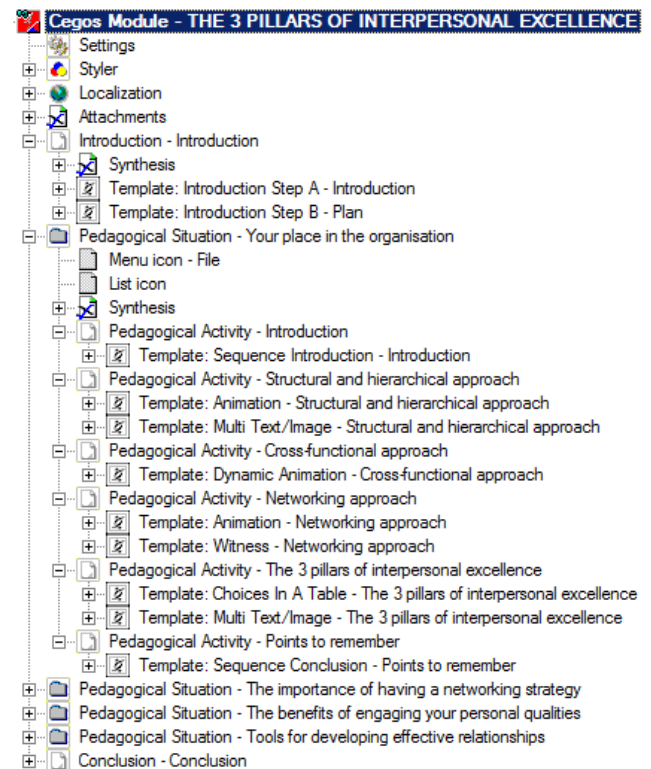 Cegos Module - THE 3 PILLARS OF INTERPERSONAL EXCELLENCE
Settings
Styler
Localization
Attachments
Introduction - Introduction
Synthesis
Template: Introduction Step A - Introduction
Template: Introduction Step B - Plan
Pedagogical Situation - Your place in the organisation
Menu icon - File
List icon
Synthesis
Pedagogical Activity - Introduction
Template: Sequence Introduction - Introduction
Pedagogical Activity - Structural and hierarchical approach
Template: Animation - Structural and hierarchical approach
Template: Multi Text/Image - Structural and hierarchical approach
Pedagogical Activity - Cross-functional approach
Template: Dynamic Animation - Cross-functional approach
Pedagogical Activity - Networking approach
Template: Animation - Networking approach
Template: Witness - Networking approach
Pedagogical Activity - The 3 pillars of interpersonal excellence
Template: Choices In A Table - The 3 pillars of interpersonal excellence
Template: Multi Text/Image - The 3 pillars of interpersonal excellence
Pedagogical Activity - Points to remember
Template: Sequence Conclusion - Points to remember
Pedagogical Situation - The importance of having a networking strategy
Pedagogical Situation - The benefits of engaging your personal qualities
Pedagogical Situation - Tools for developing effective relationships
Conclusion - Conclusion